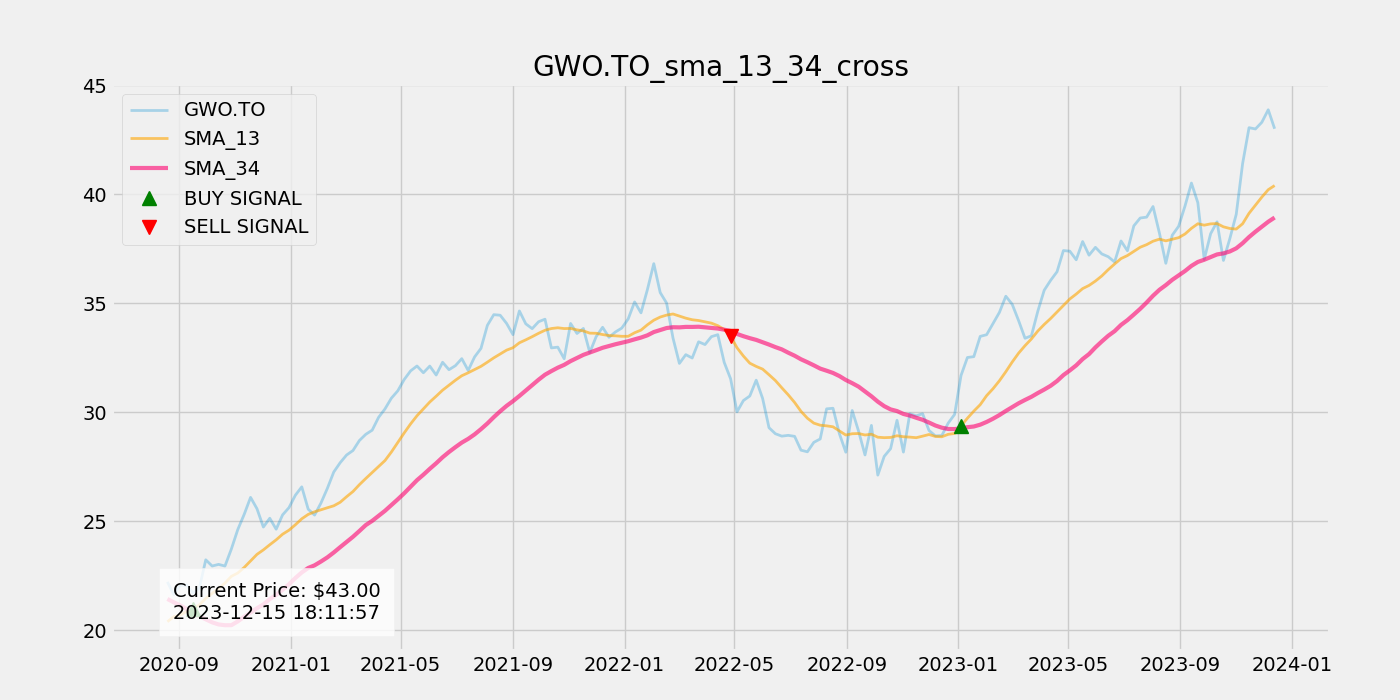 GWO.TO_sma_13_34_cross
45
40
35
30
25
20
GWO.TO
SMA_13
SMA_34
BUY SIGNAL
SELL SIGNAL
Current Price: $43.00
2023-12-15 18:11:57
2020-09 2021-01 2021-05 2021-09 2022-01 2022-05 2022-09 2023-01 2023-05 2023-09 2024-01